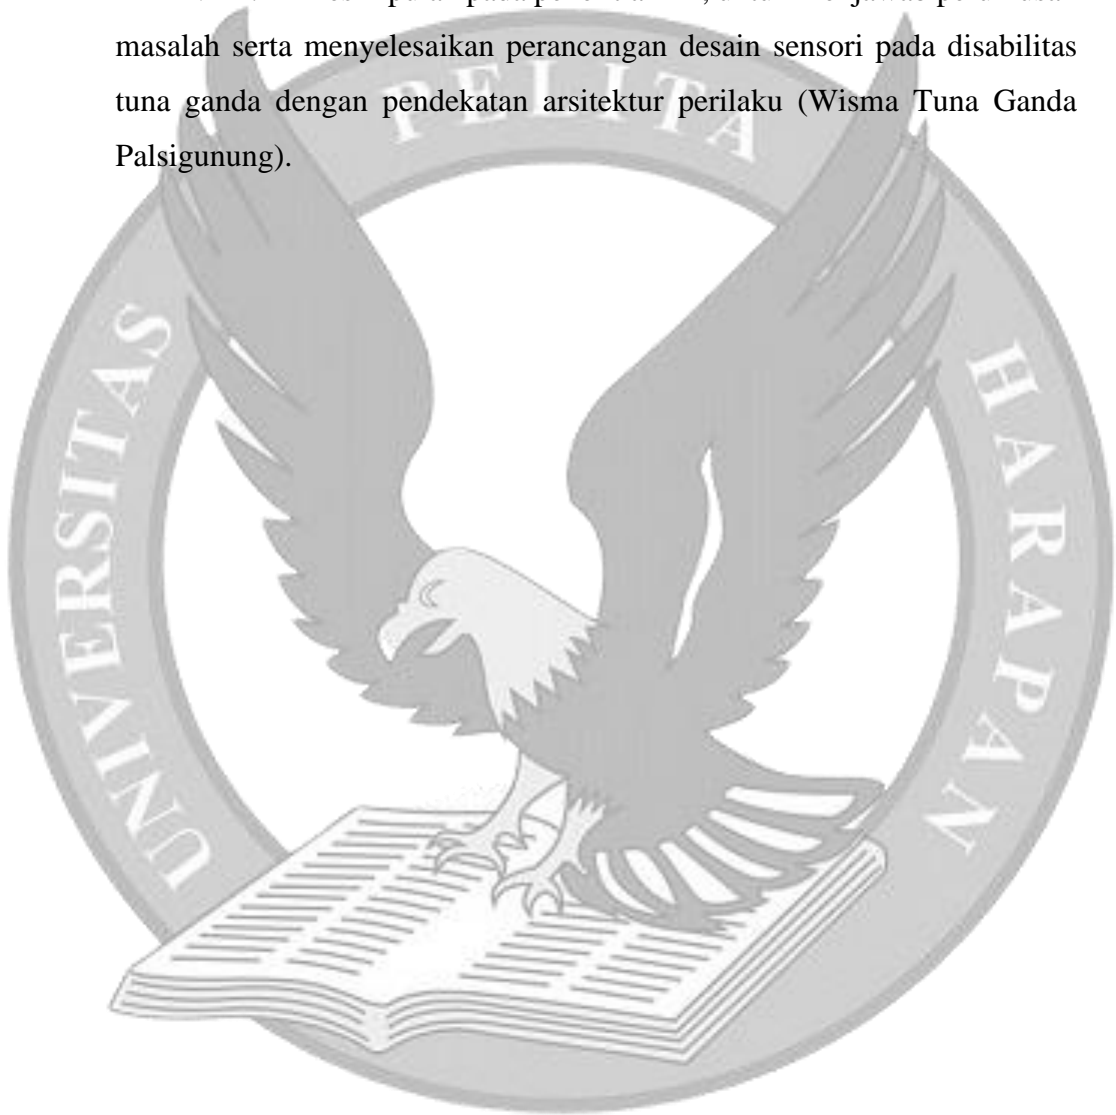 masalah serta menyelesaikan perancangan desain sensori pada disabilitas
tuna ganda dengan pendekatan arsitektur perilaku (Wisma Tuna Ganda
Palsigunung).
UNIVERSITAS PELITA HARAPAN